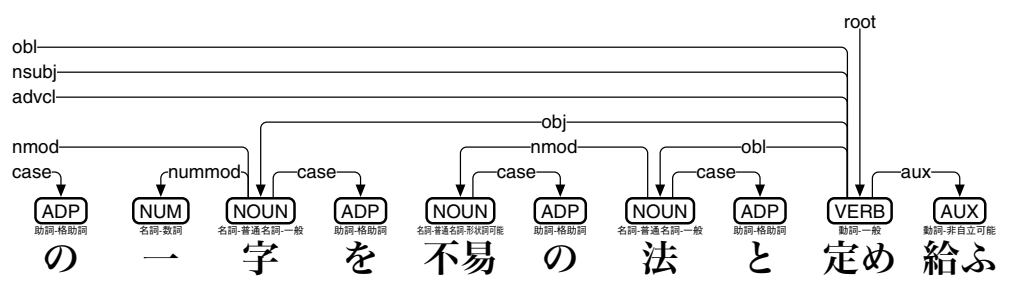 root
obl
nsubj
advcl
obj
nmod nmod obl
case nummod case case case aux
ADP NUM NOUN ADP NOUN ADP NOUN ADP VERB AUX
助詞-格助詞 名詞-数詞 名詞-普通名詞-一般 助詞-格助詞 名詞-普通名詞-形状詞可能 助詞-格助詞 名詞-普通名詞-一般 助詞-格助詞 動詞-一般 動詞-非自立可能
の 一 字 を 不易 の 法 と 定め 給ふ